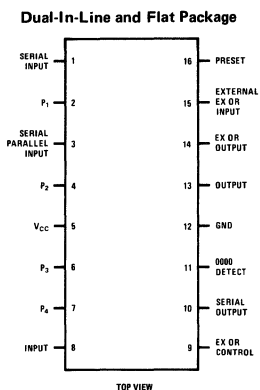 Dual-In-Line and Flat Package
SERIAL
INPUT
1
P1
2
SERIAL
PARALLEL
INPUT
3
P2
4
VCC
5
P3
6
P4
7
INPUT
8
16
PRESET
15
EXTERNAL
EX OR
INPUT
14
EX OR
OUTPUT
13
OUTPUT
12
GND
11
0000
DETECT
10
SERIAL
OUTPUT
9
EX OR
CONTROL
TOP VIEW